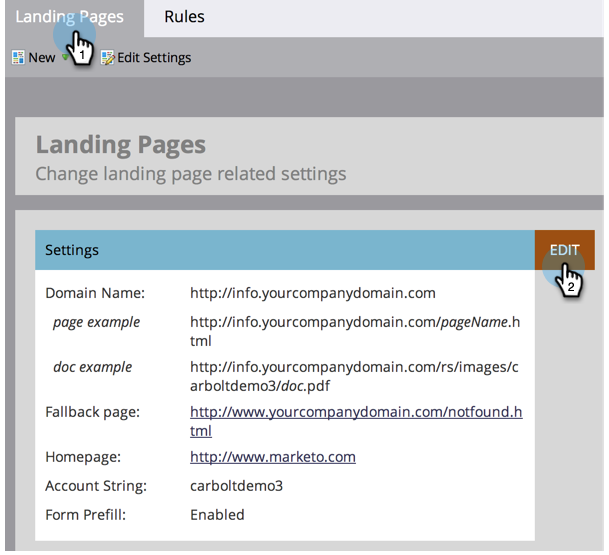 Landing Pages Rules
1
New Edit Settings
Landing Pages
Change landing page related settings
Settings EDIT
2
Domain Name: http://info.yourcompanydomain.com
page example http://info.yourcompanydomain.com/pageName.h
tml
doc example http://info.yourcompanydomain.com/rs/images/c
arboltdemo3/doc.pdf
Fallback page: http://www.yourcompanydomain.com/notfound.h
tml
Homepage: http://www.marketo.com
Account String: carboltdemo3
Form Prefill: Enabled